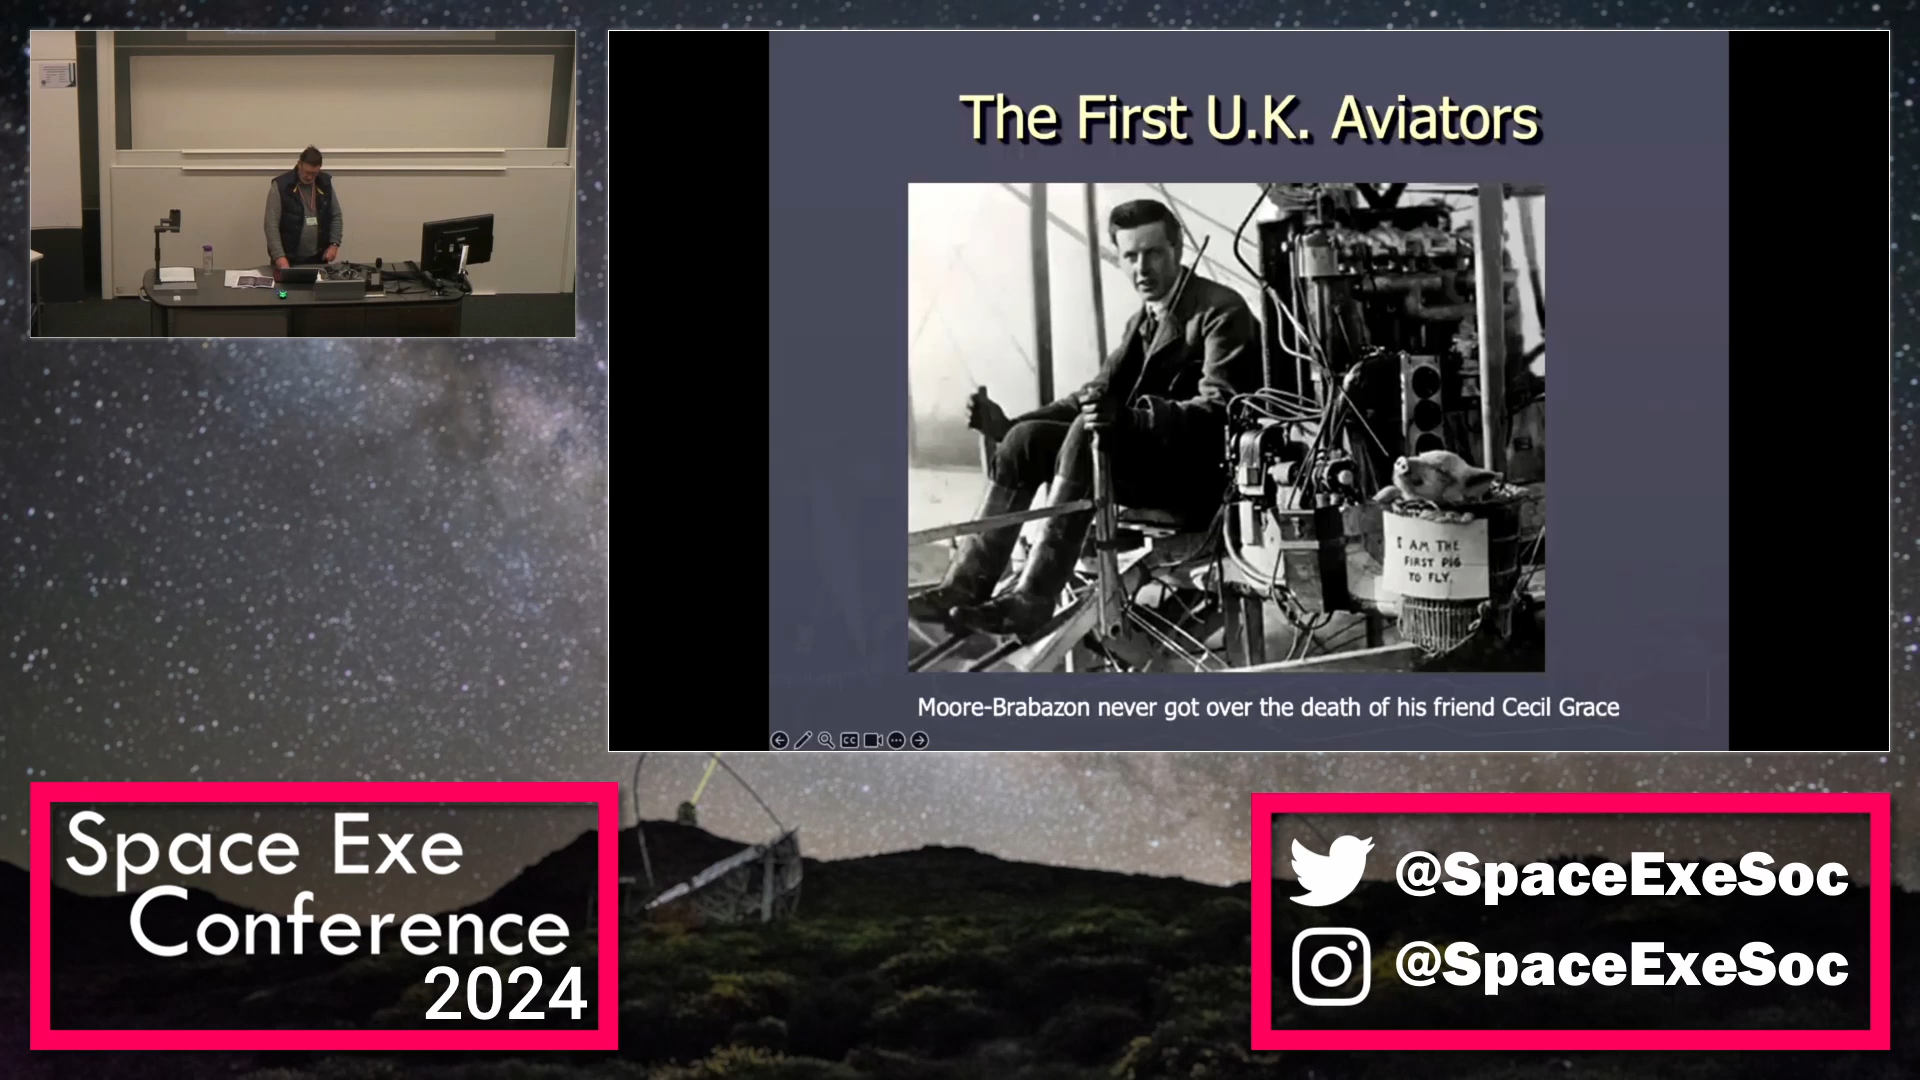 The First U.K. Aviators
I AM THE
FIRST PIG
TO FLY.
Moore-Brabazon never got over the death of his friend Cecil Grace
CC
Space Exe
Conference
2024
@SpaceExeSoc
@SpaceExeSoc